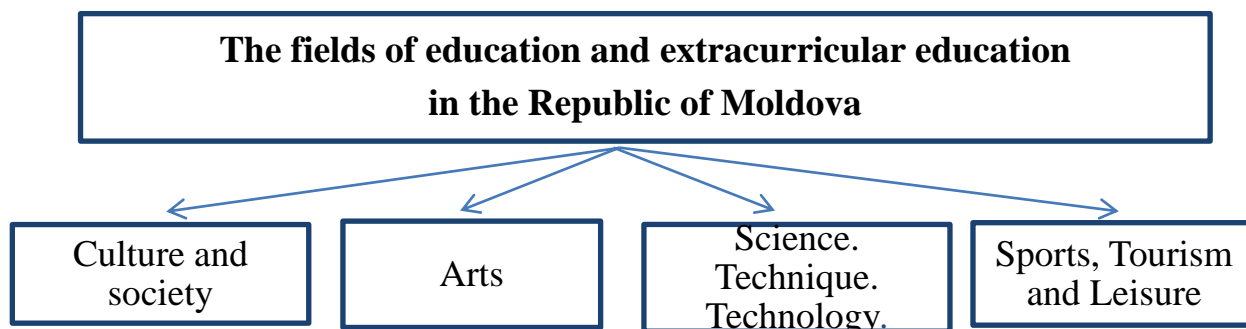 The fields of education and extracurricular education
in the Republic of Moldova
Culture and
society
Arts
Science.
Technique.
Technology.
Sports, Tourism
and Leisure